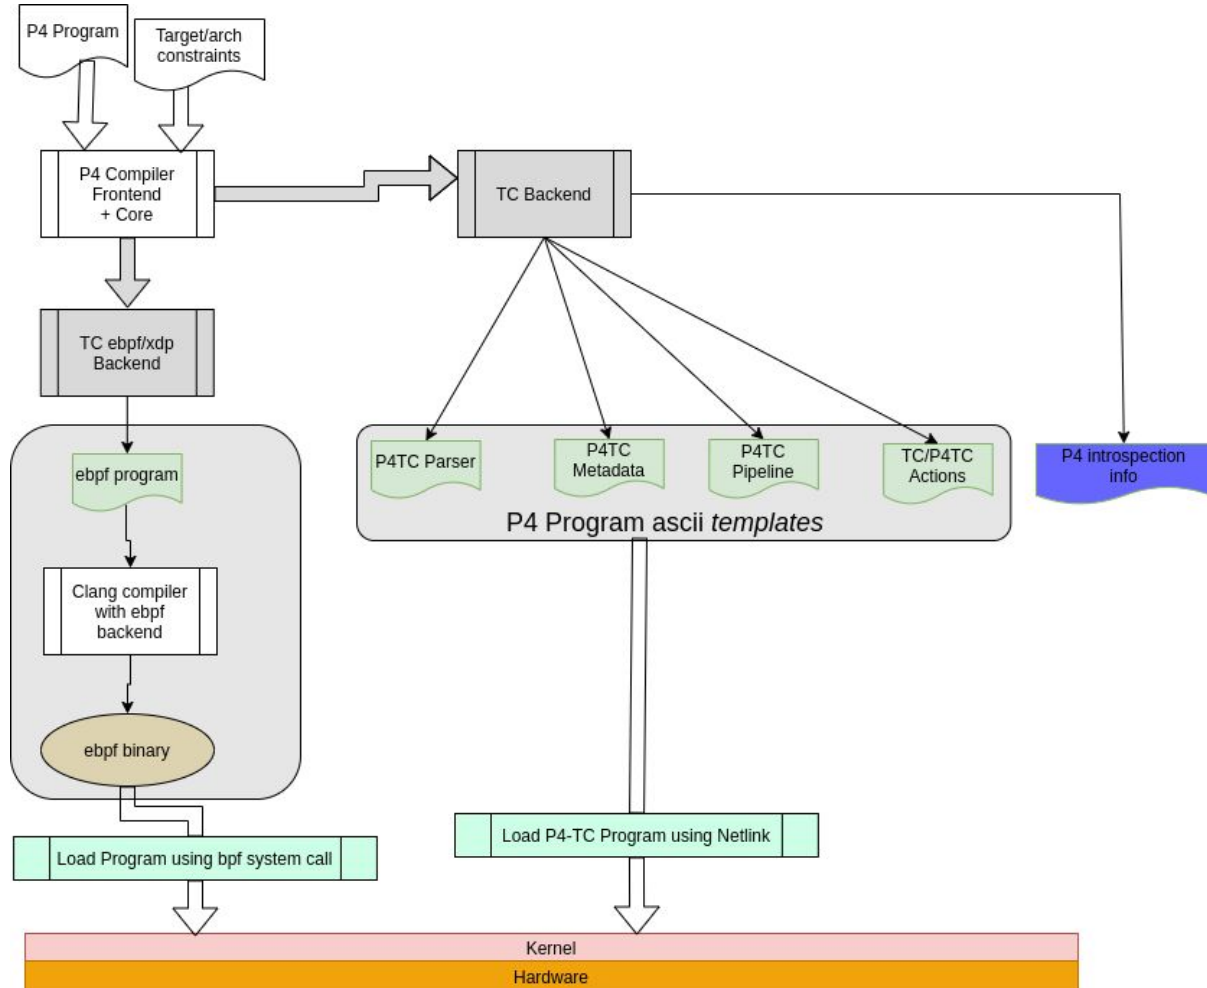 P4 Program
Target/arch
constraints
P4 Compiler
Frontend
+ Core
TC Backend
TC ebpf/xdp
Backend
ebpf program
P4TC Parser
P4TC
Metadata
P4TC
Pipeline
TC/P4TC
Actions
P4 introspection
info
P4 Program ascii templates
Clang compiler
with ebpf
backend
ebpf binary
Load Program using bpf system call
Load P4-TC Program using Netlink
Kernel
Hardware